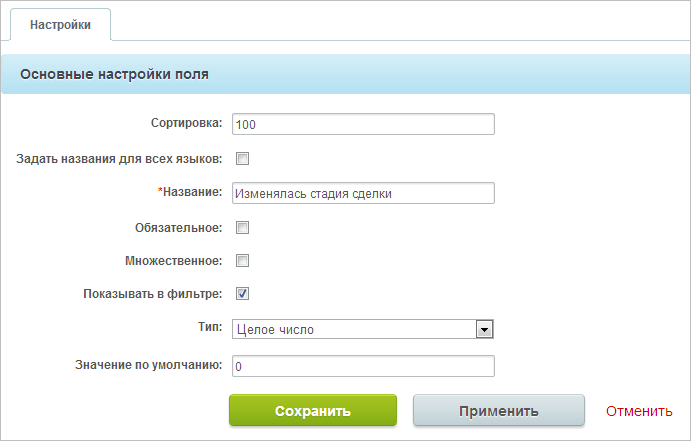 Настройки
Основные настройки поля
Сортировка: 100
Задать названия для всех языков:
*Название: Изменялась стадия сделки
Обязательное:
Множественное:
Показывать в фильтре:
Тип: Целое число
Значение по умолчанию: 0
Сохранить Применить Отменить